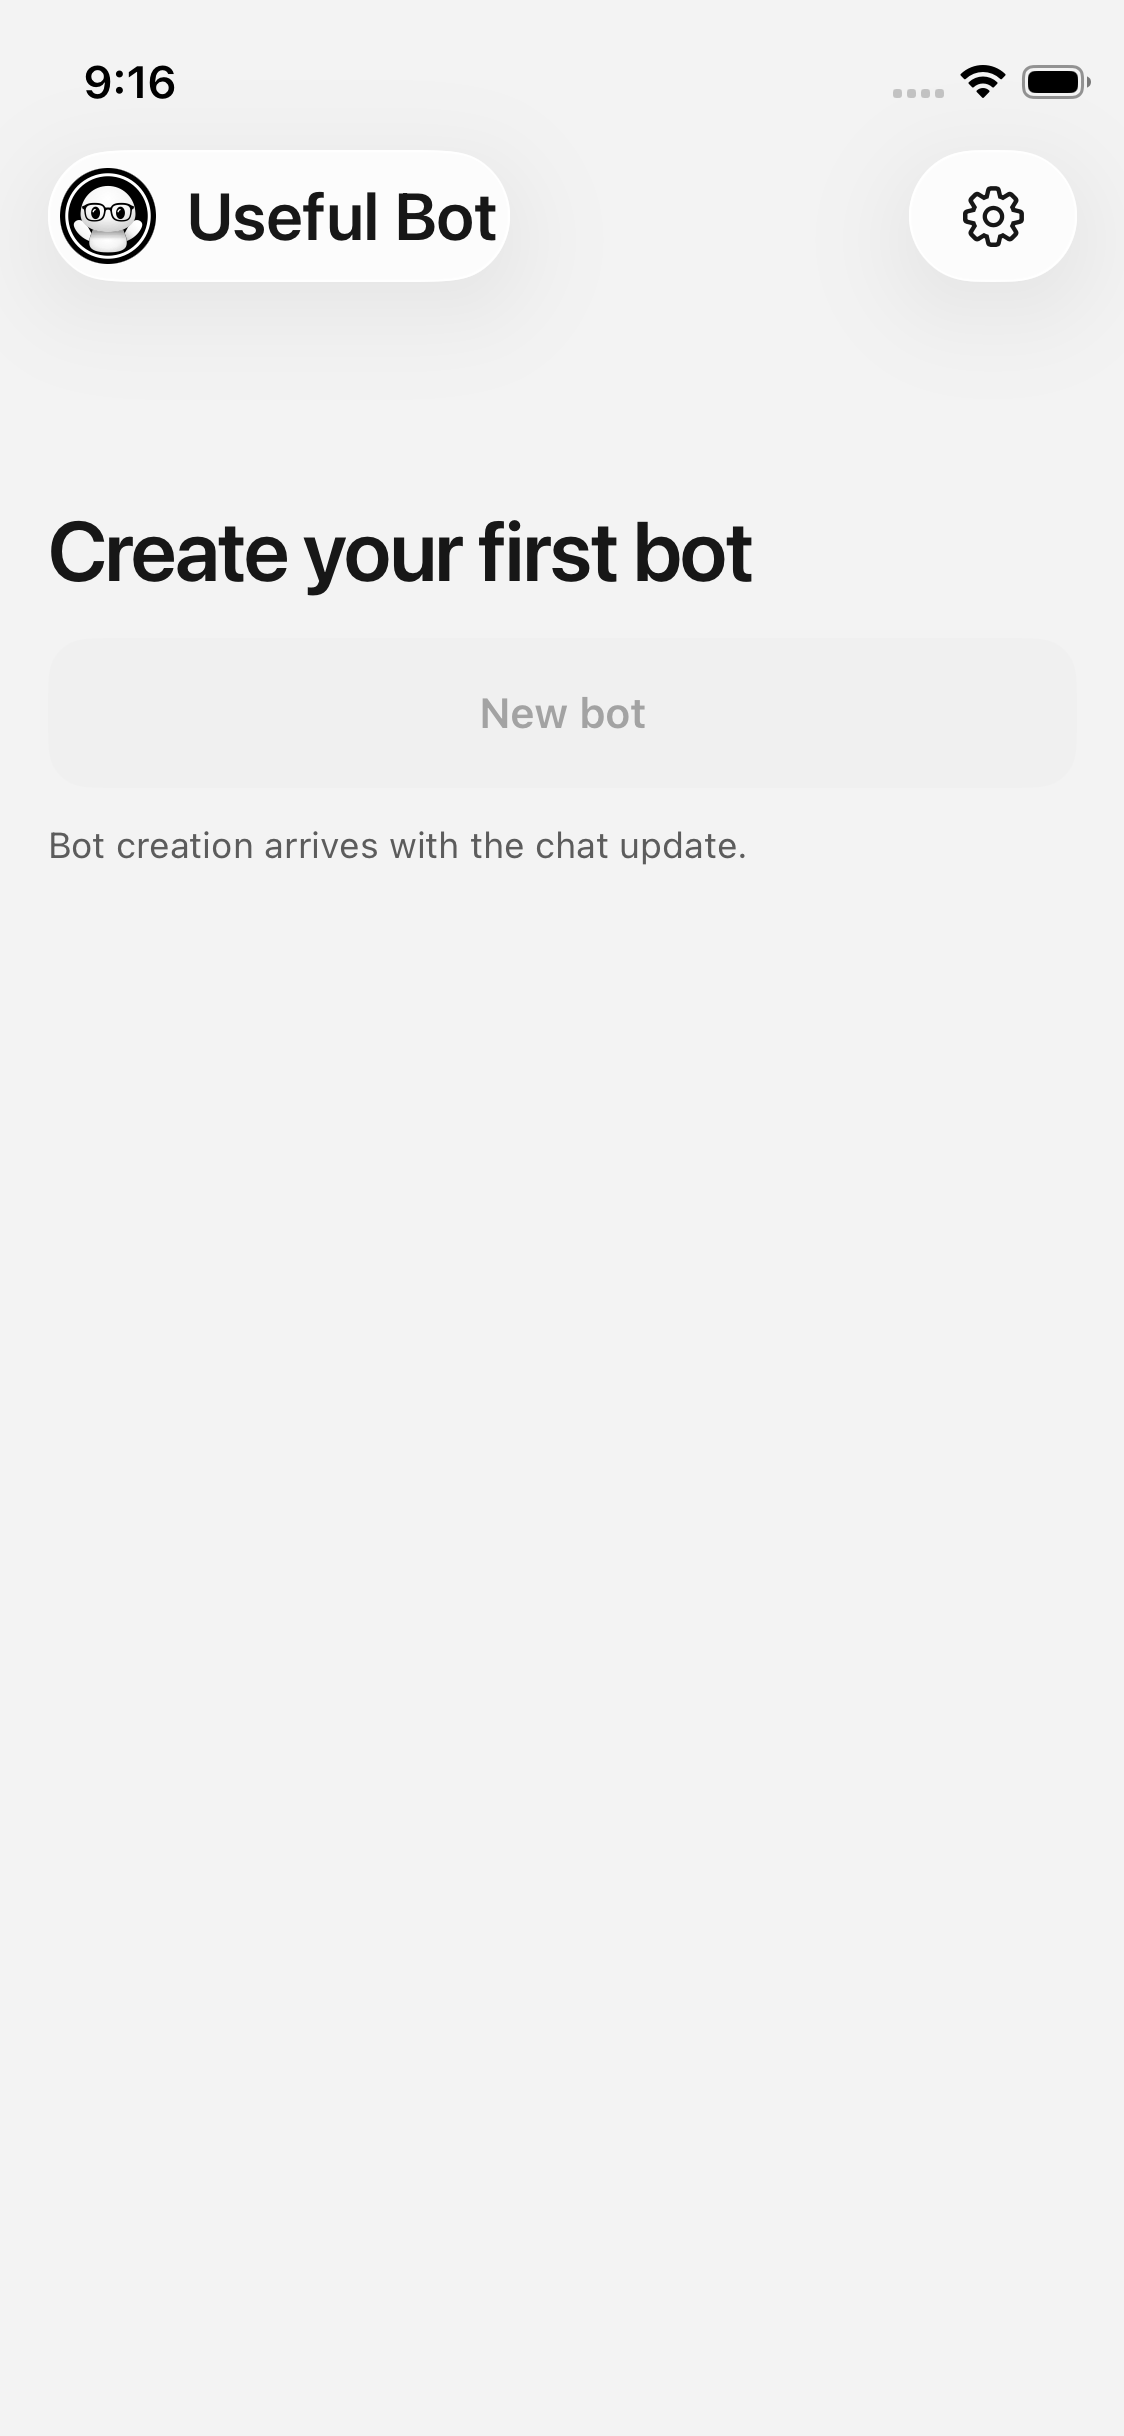 9:16
Useful Bot
Create your first bot
New bot
Bot creation arrives with the chat update.